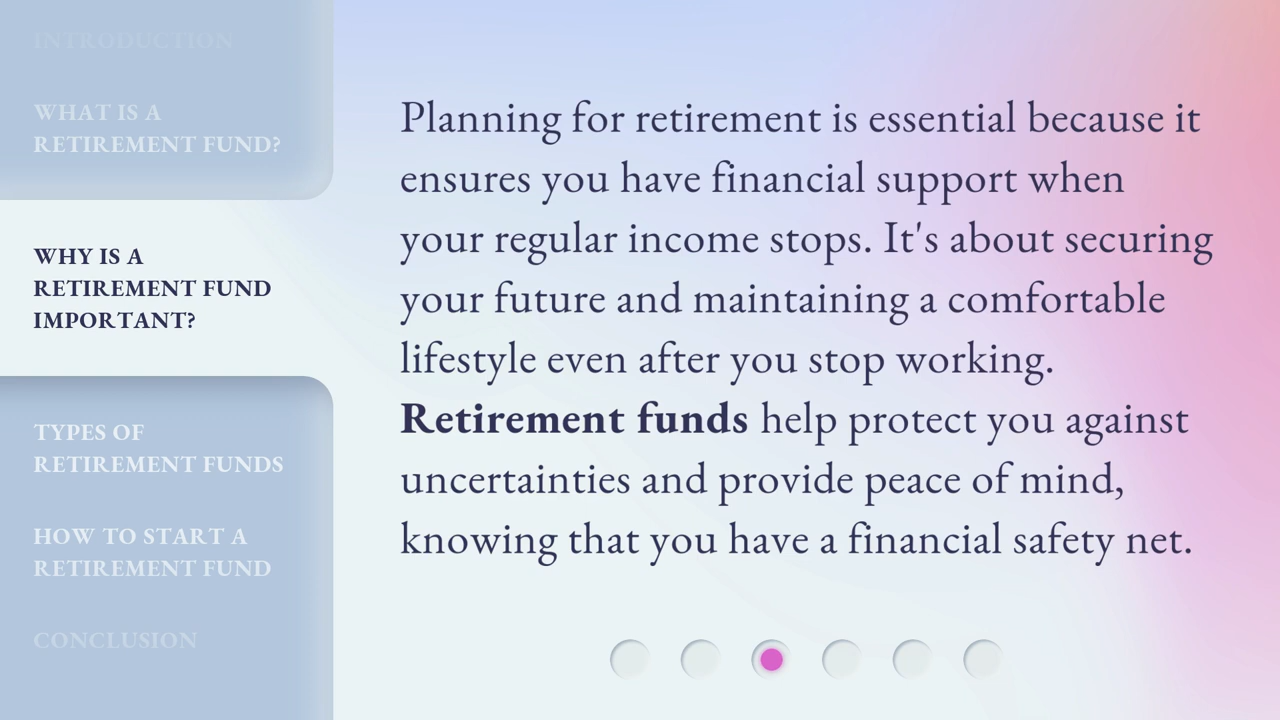 INTRODUCTION
WHAT IS A
RETIREMENT FUND?
WHY IS A
RETIREMENT FUND
IMPORTANT?
TYPES OF
RETIREMENT FUNDS
HOW TO START A
RETIREMENT FUND
CONCLUSION
Planning for retirement is essential because it
ensures you have financial support when
your regular income stops. It's about securing
your future and maintaining a comfortable
lifestyle even after you stop working.
Retirement funds help protect you against
uncertainties and provide peace of mind,
knowing that you have a financial safety net.